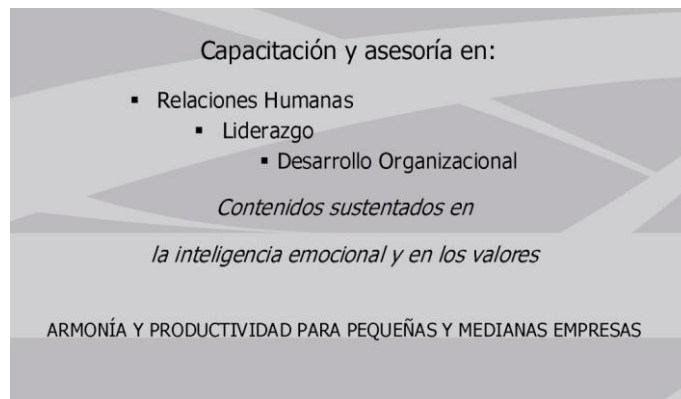 Capacitación y asesoría en:
▪ Relaciones Humanas
▪ Liderazgo
▪ Desarrollo Organizacional
Contenidos sustentados en
la inteligencia emocional y en los valores
ARMONÍA Y PRODUCTIVIDAD PARA PEQUEÑAS Y MEDIANAS EMPRESAS